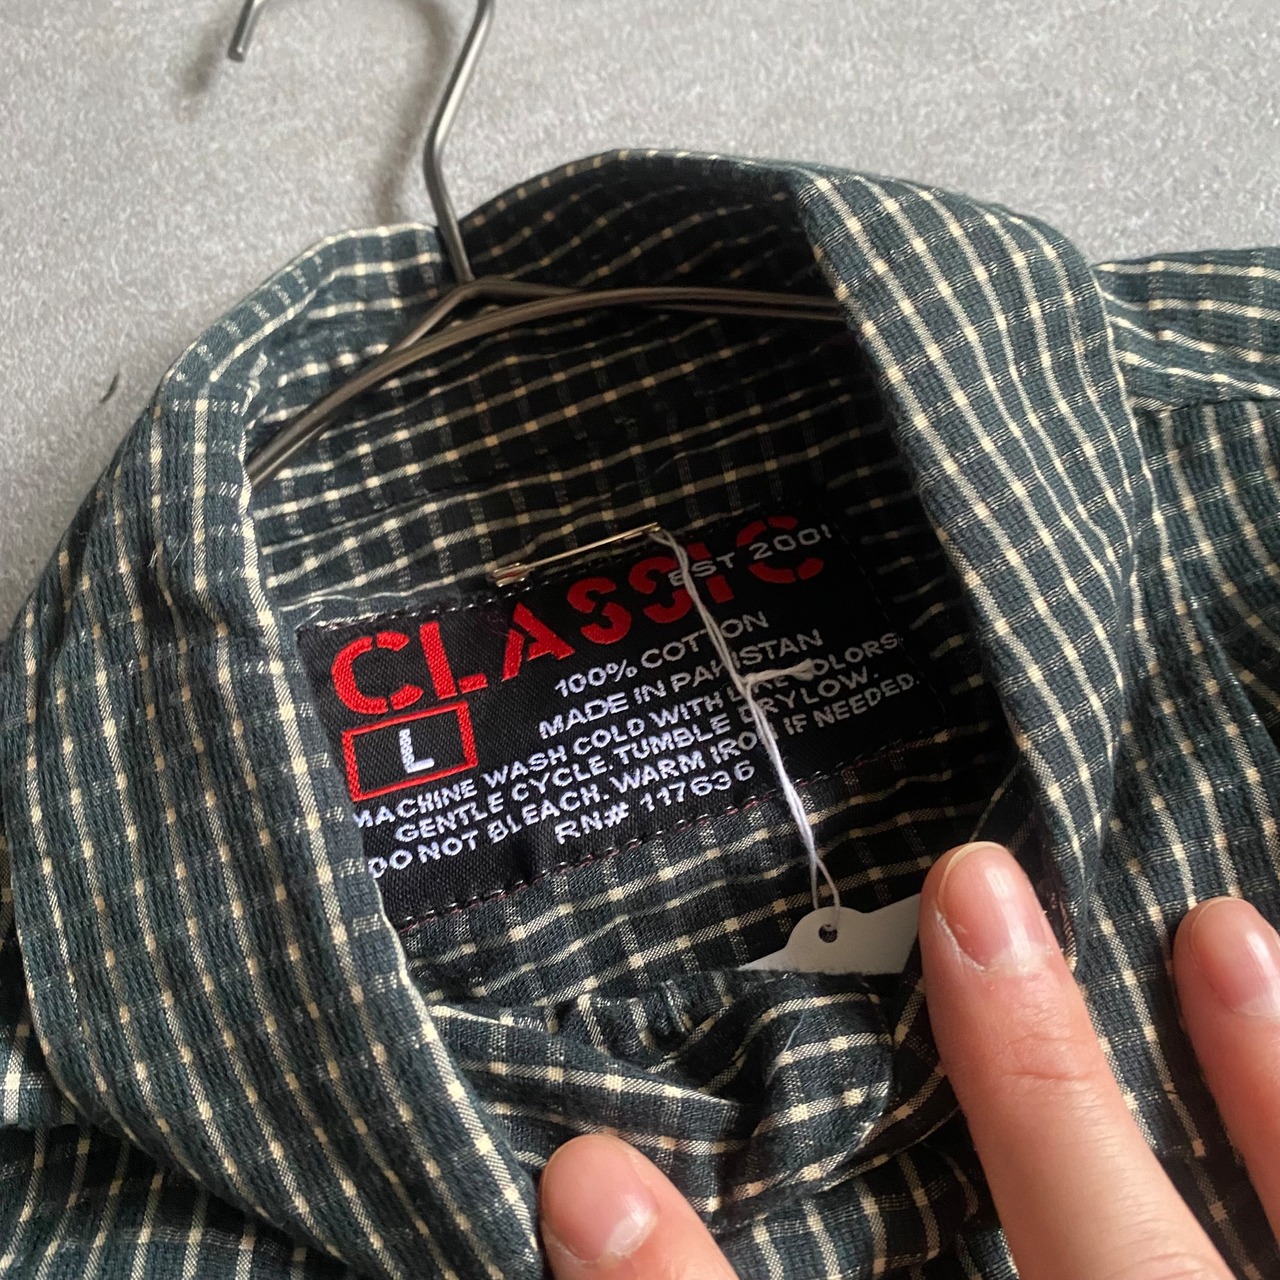 CLASSIC
EST 2001
L
100% COTTON
MADE IN PAKISTAN
MACHINE WASH COLD WITH LIKE COLORS
GENTLE CYCLE. TUMBLE DRY LOW.
DO NOT BLEACH. WARM IRON IF NEEDED.
RN# 117636